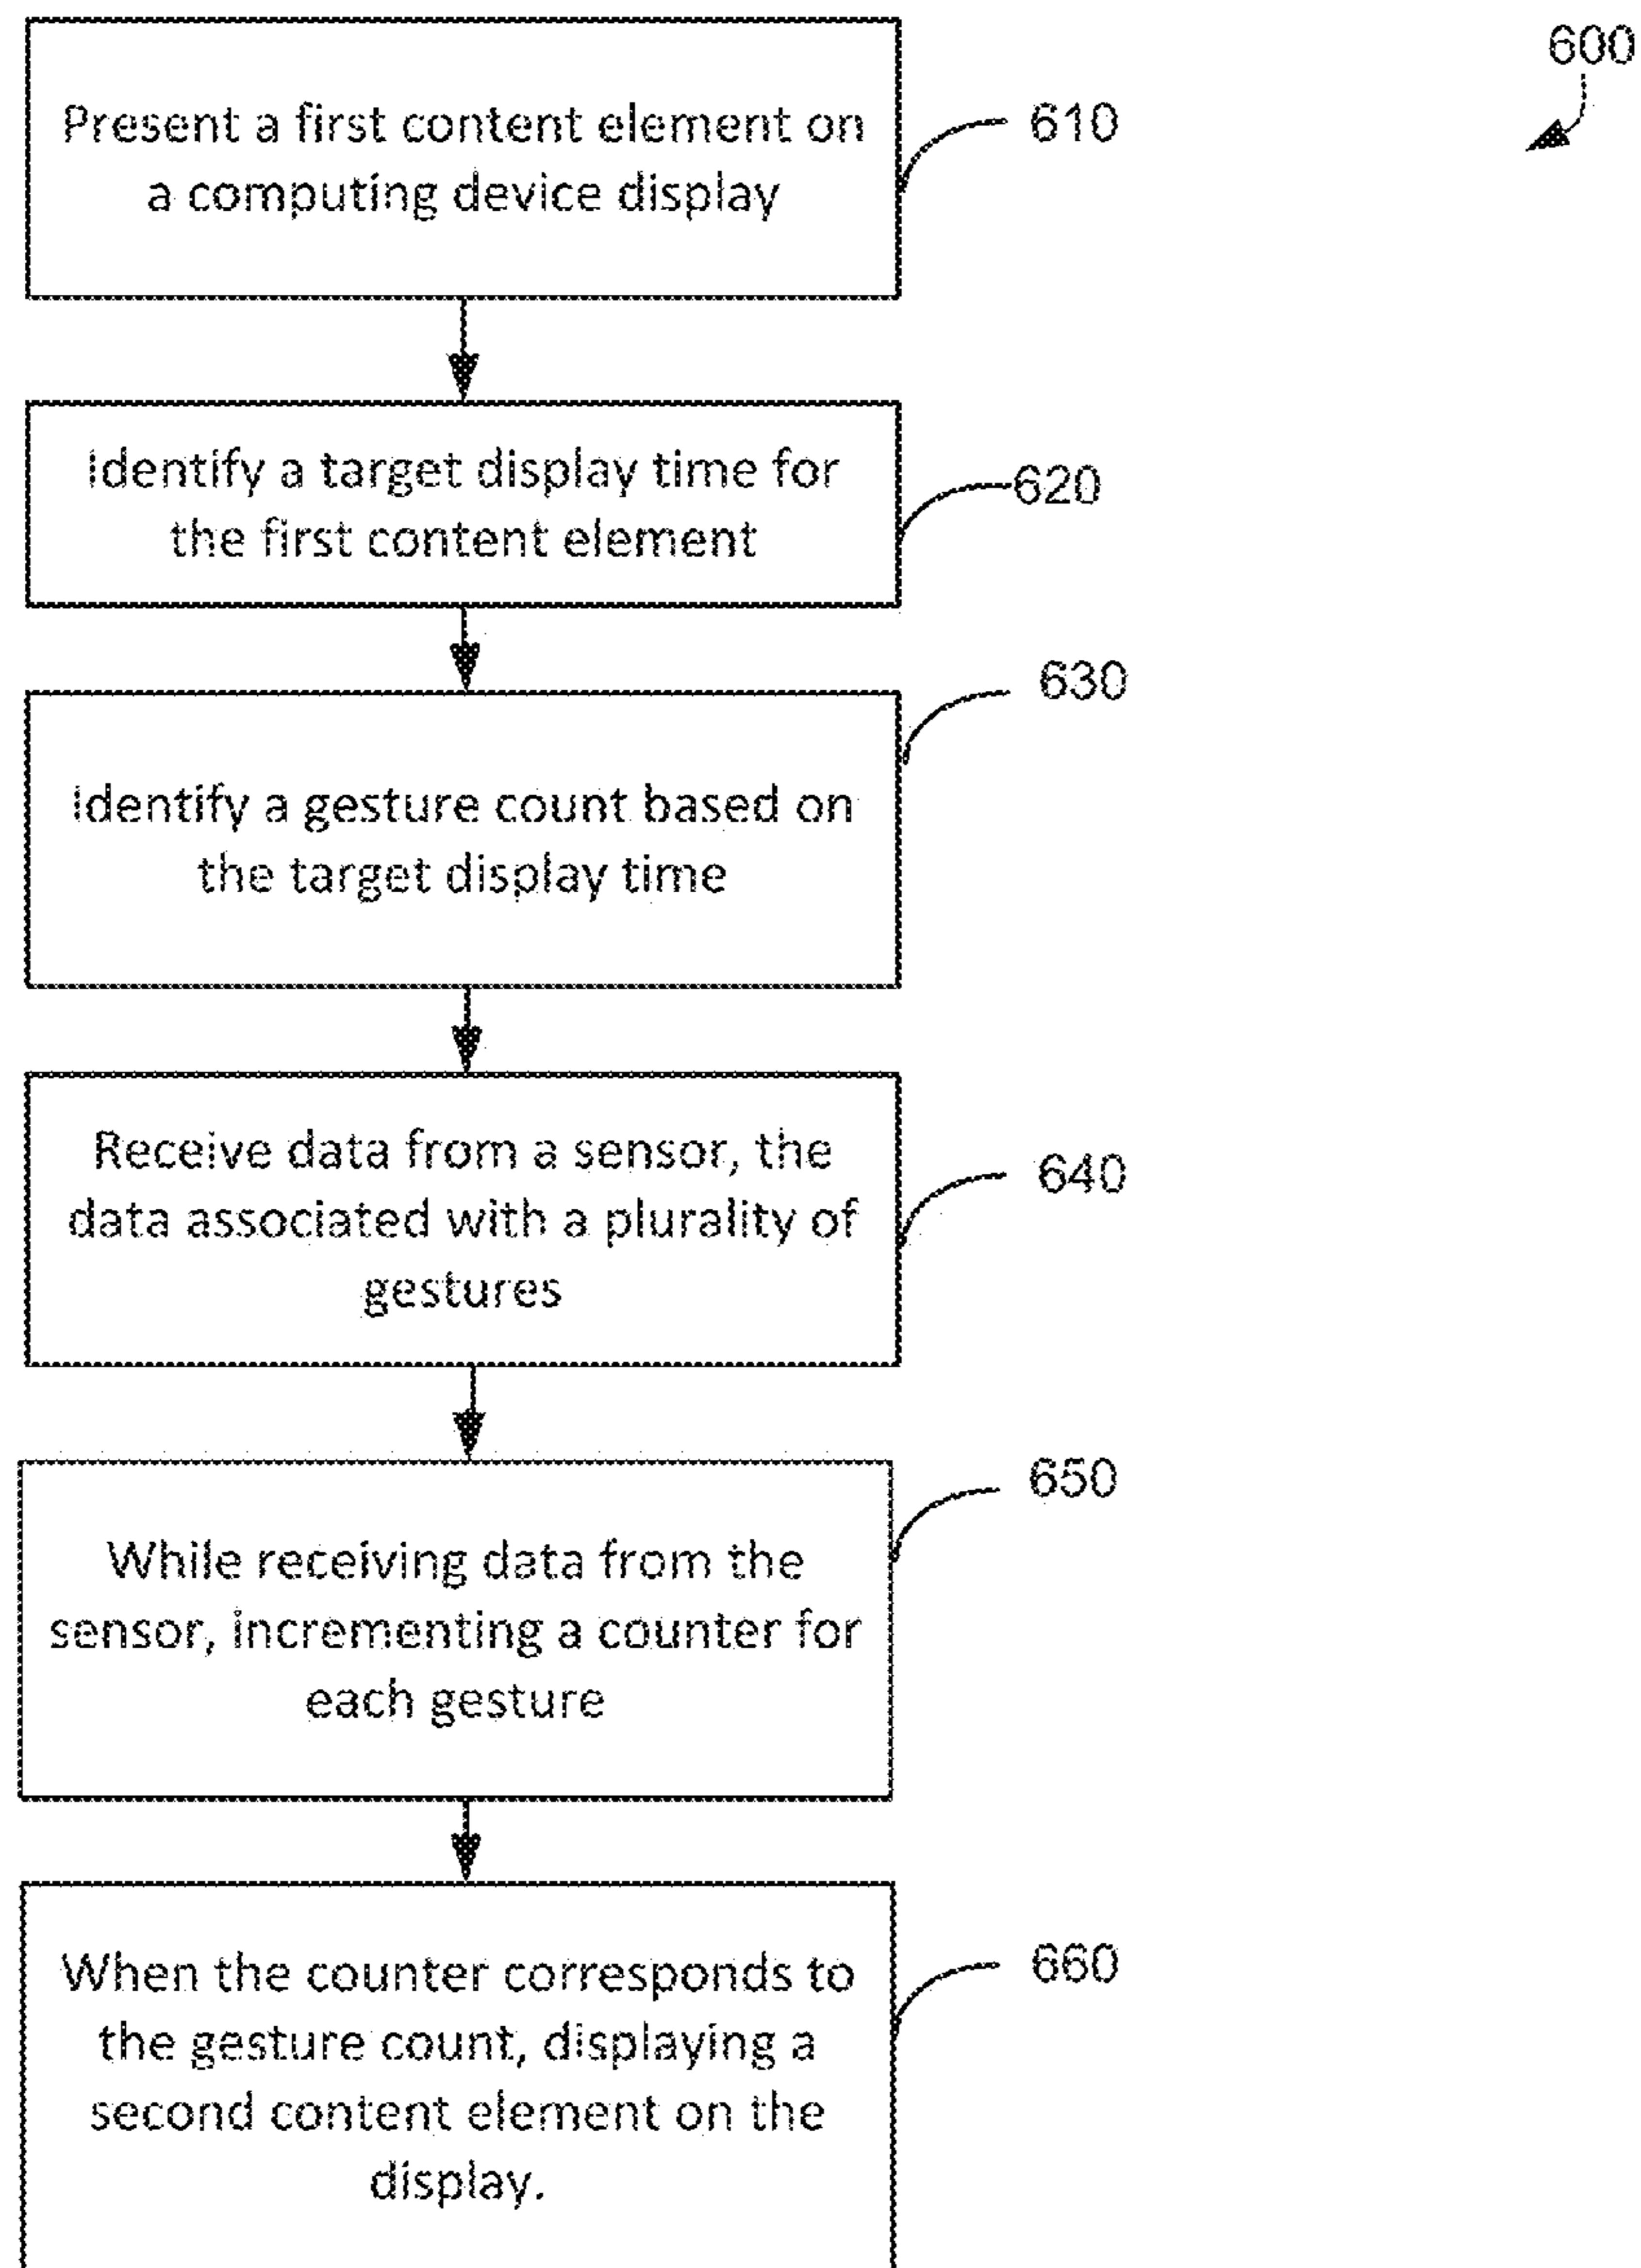 600
Present a first content element on
a computing device display
610
Identify a target display time for
the first content element
620
630
Identify a gesture count based on
the target display time
Receive data from a sensor, the
data associated with a plurality of
gestures
640
650
While receiving data from the
sensor, incrementing a counter for
each gesture
When the counter corresponds to
the gesture count, displaying a
second content element on the
display.
660